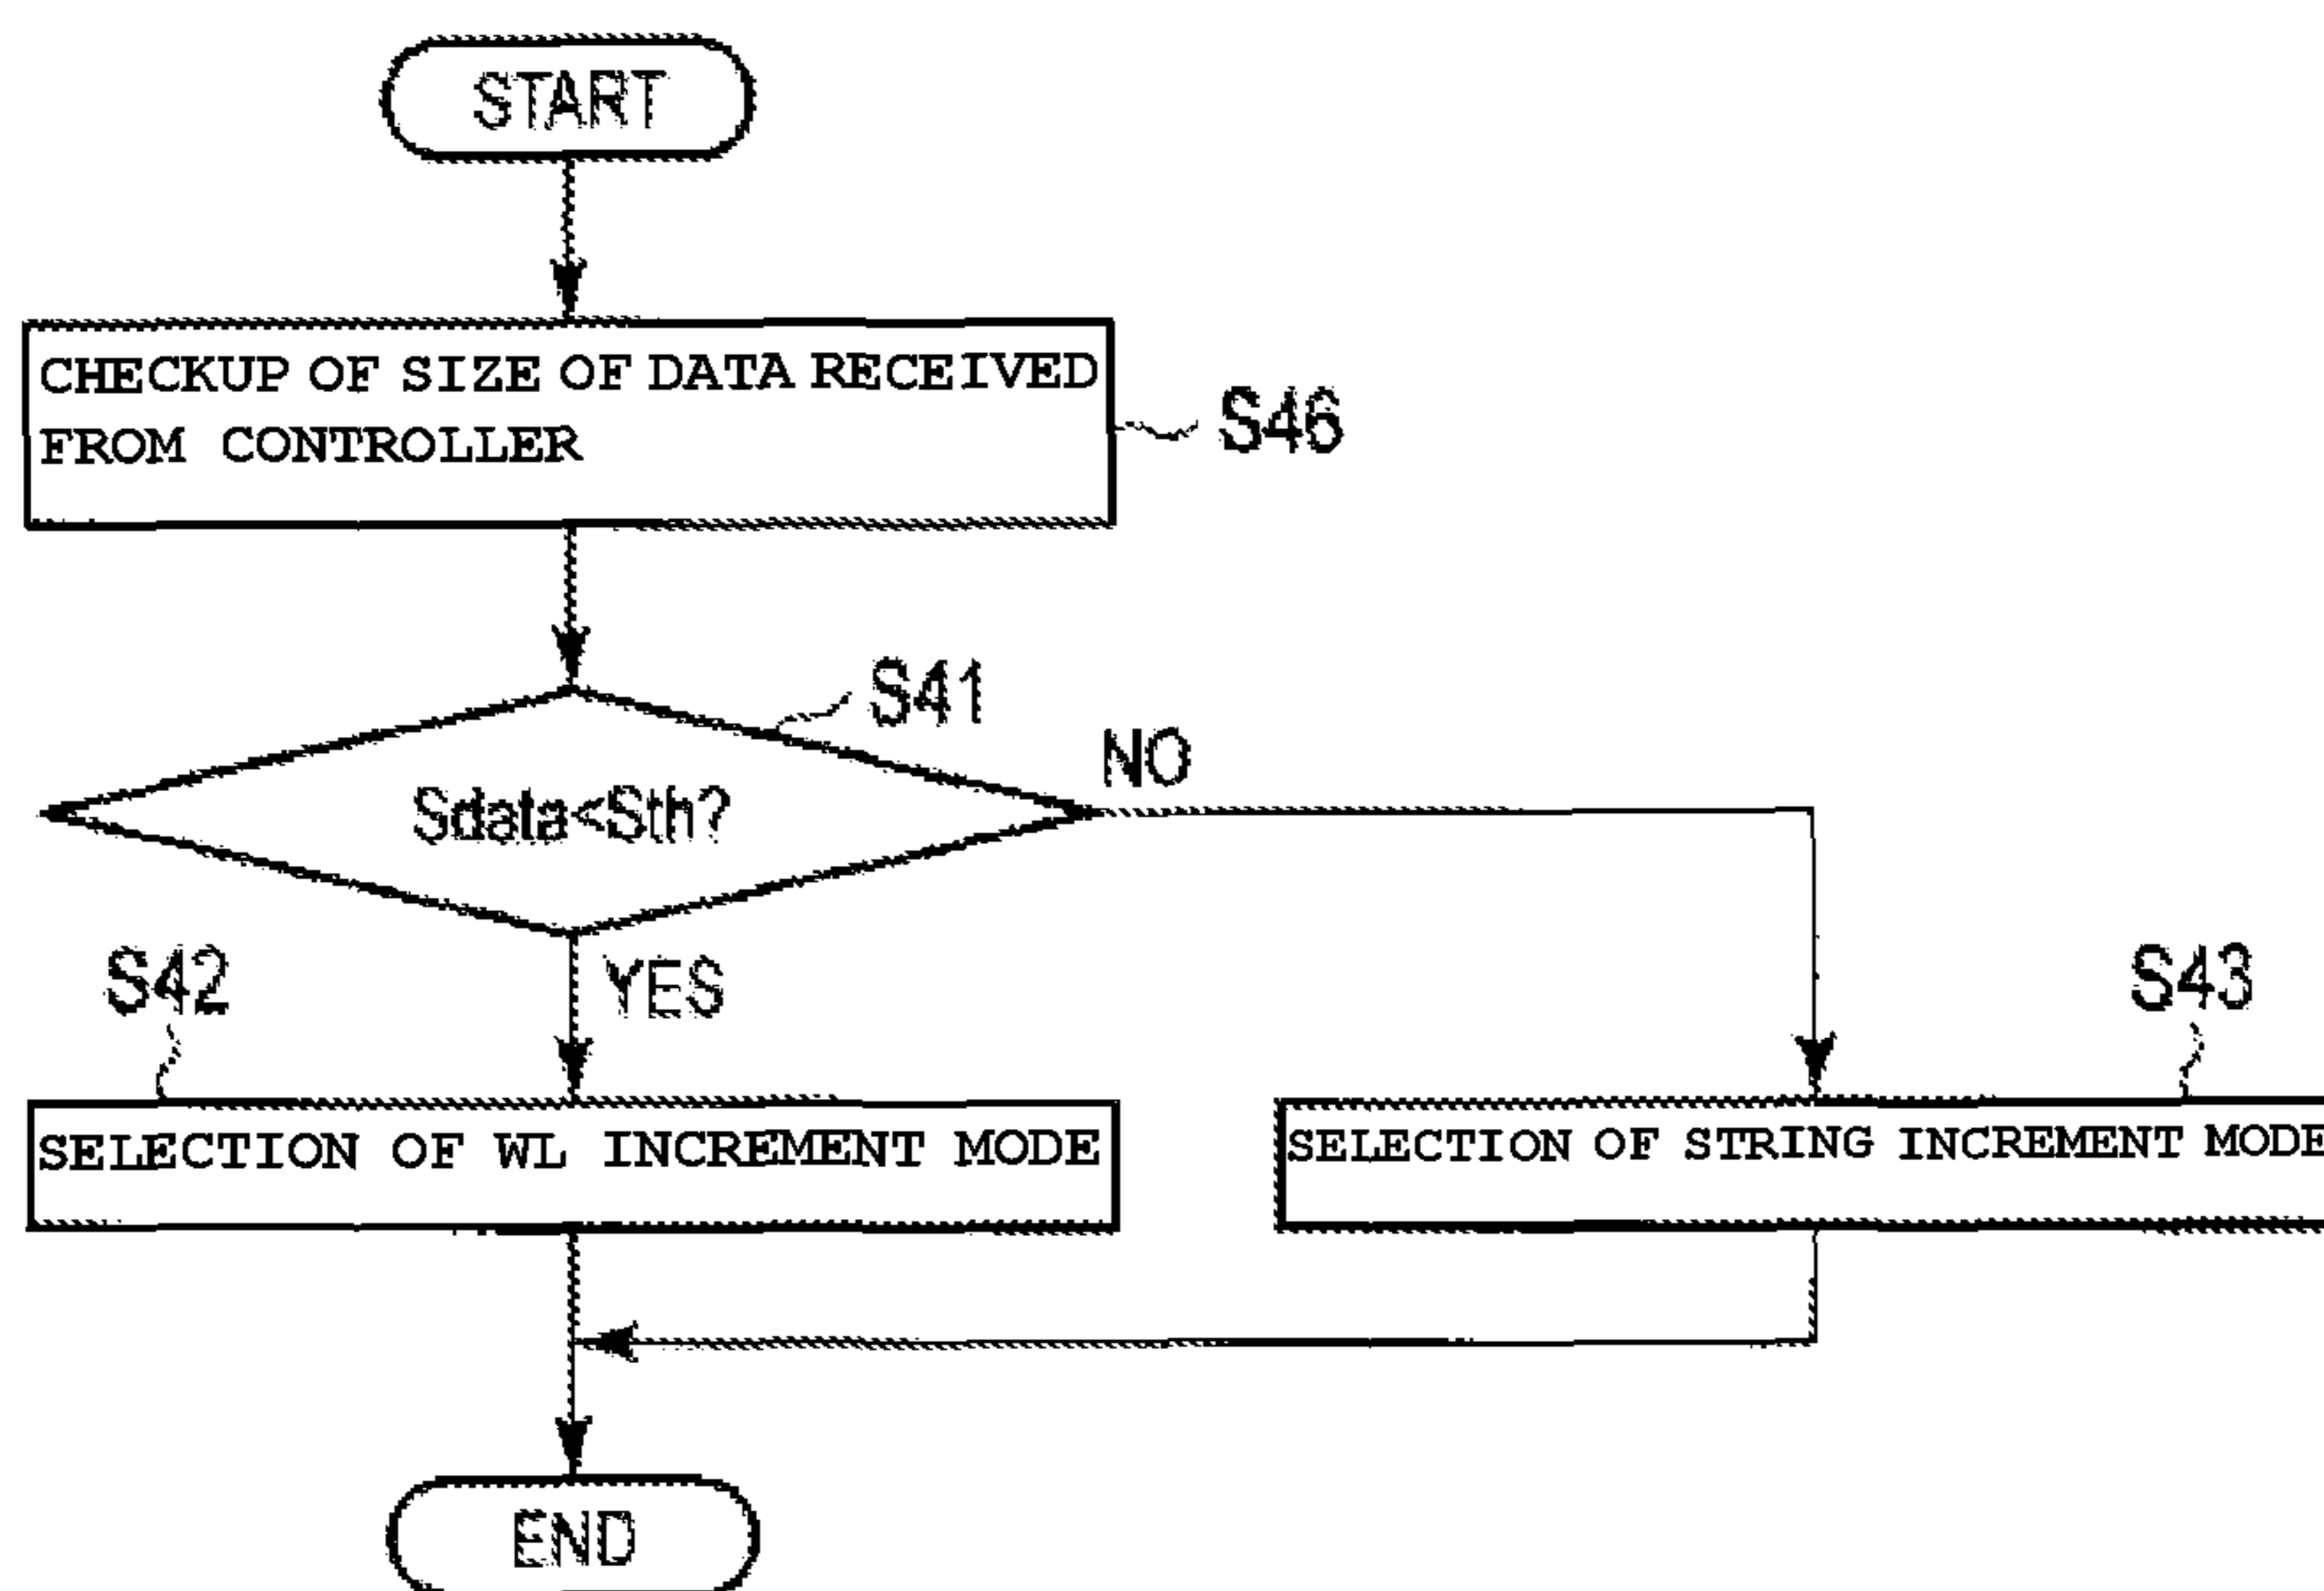 START
CHECKUP OF SIZE OF DATA RECEIVED
FROM CONTROLLER
S46
S41
NO
Sdata<Sth?
S42
YES
S43
SELECTION OF WL INCREMENT MODE
SELECTION OF STRING INCREMENT MODE
END